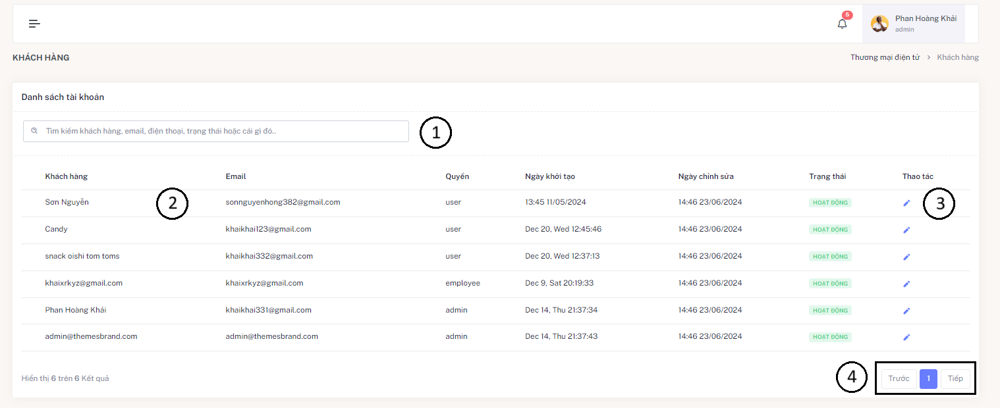 5
Phan Hoàng Khải
admin
KHÁCH HÀNG
Thương mại điện tử > Khách hàng
Danh sách tài khoản
Tìm kiếm khách hàng, email, điện thoại, trạng thái hoặc cái gì đó..
1
Khách hàng Email Quyền Ngày khởi tạo Ngày chỉnh sửa Trạng thái Thao tác
Sơn Nguyễn 2 sonnguyenhong382@gmail.com user 13:45 11/05/2024 14:46 23/06/2024 HOẠT ĐỘNG 3
Candy khaikhai123@gmail.com user Dec 20, Wed 12:45:46 14:46 23/06/2024 HOẠT ĐỘNG
snack oishi tom toms khaikhai332@gmail.com user Dec 20, Wed 12:37:13 14:46 23/06/2024 HOẠT ĐỘNG
khaixrkyz@gmail.com khaixrkyz@gmail.com employee Dec 9, Sat 20:19:33 14:46 23/06/2024 HOẠT ĐỘNG
Phan Hoàng Khải khaikhai331@gmail.com admin Dec 14, Thu 21:37:34 14:46 23/06/2024 HOẠT ĐỘNG
admin@themesbrand.com admin@themesbrand.com admin Dec 14, Thu 21:37:43 14:46 23/06/2024 HOẠT ĐỘNG
Hiển thị 6 trên 6 Kết quả 4 Trước 1 Tiếp